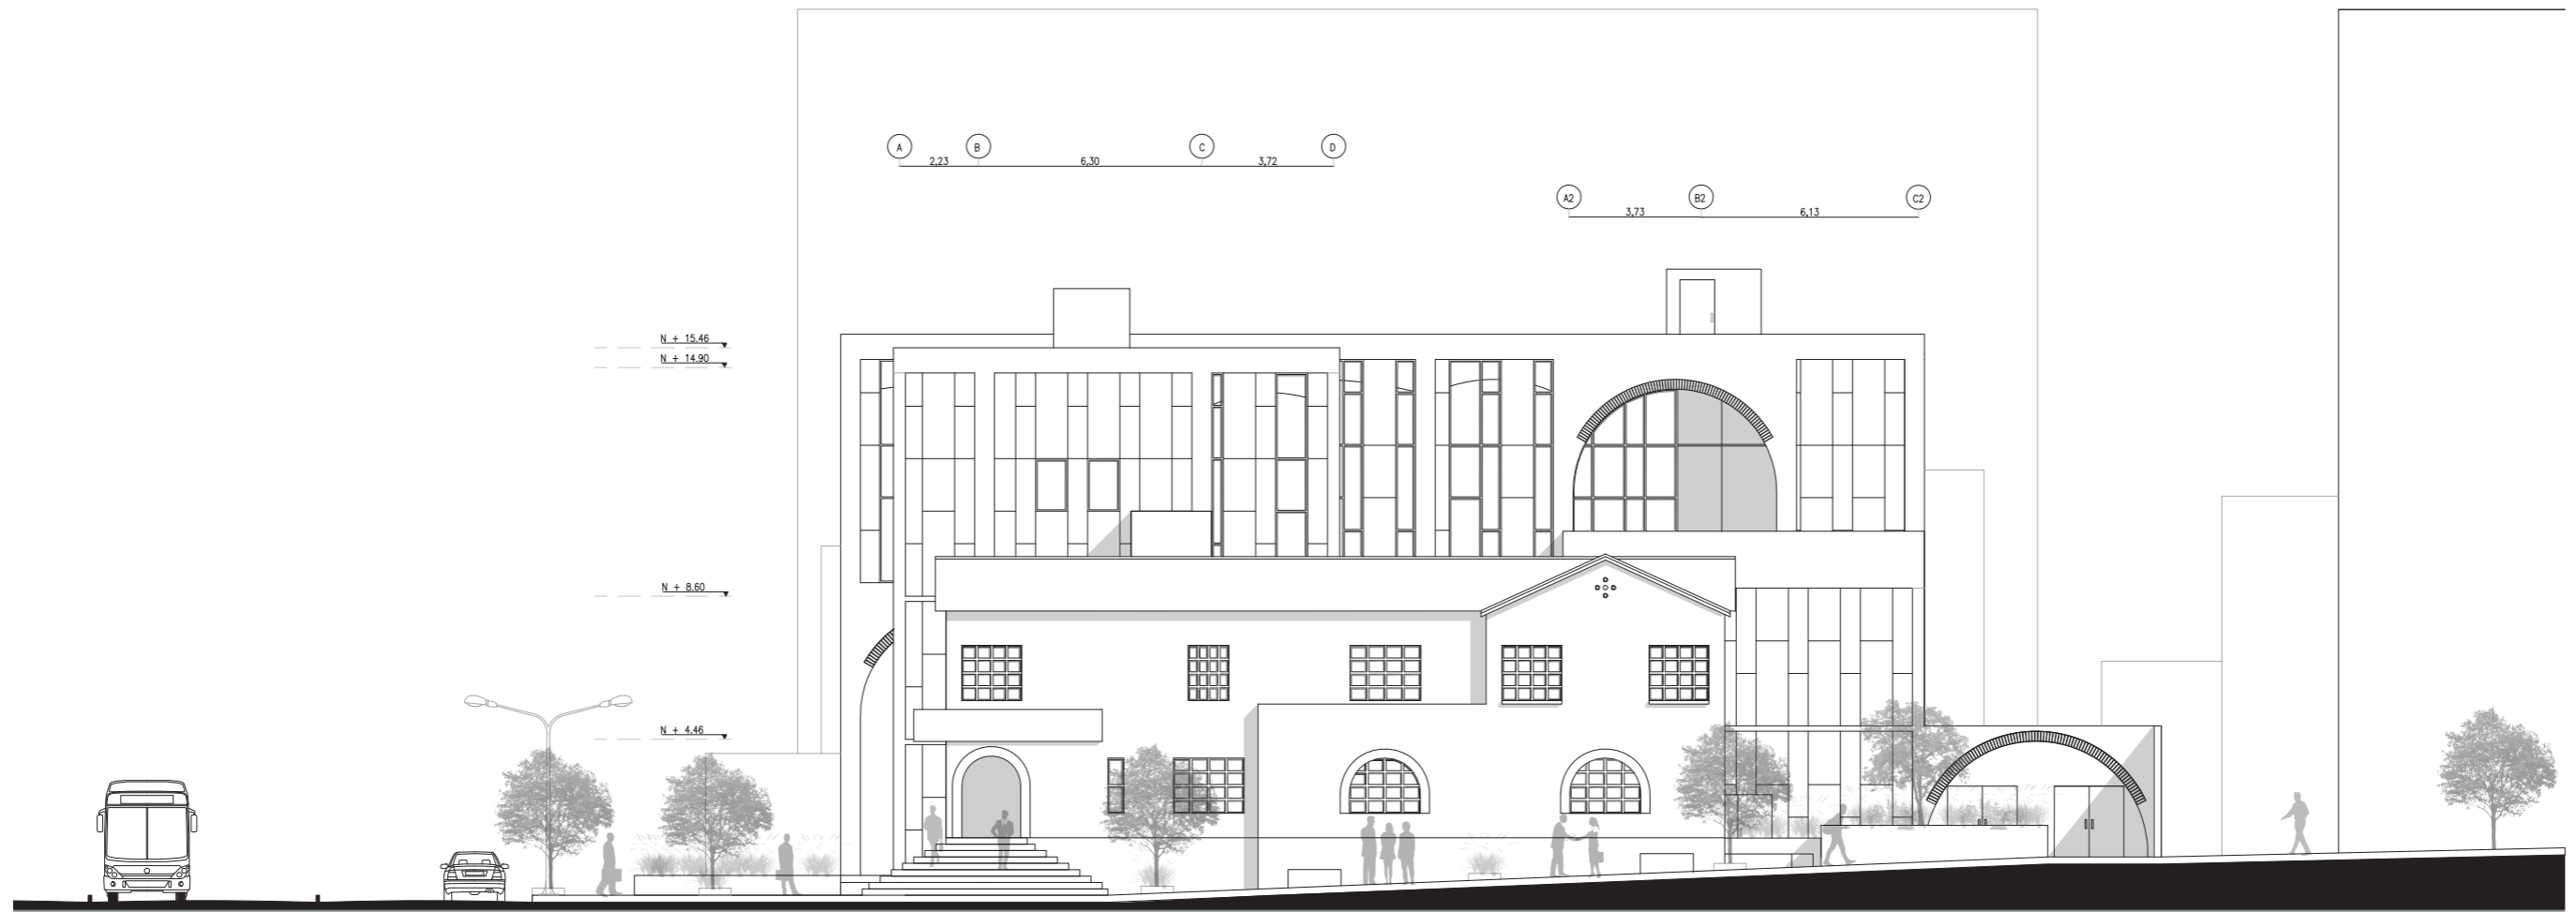 A B C D
2,23 6,30 3,72
A2 B2 C2
3,73 6,13
N + 15.46
N + 14.90
N + 8.60
N + 4.46